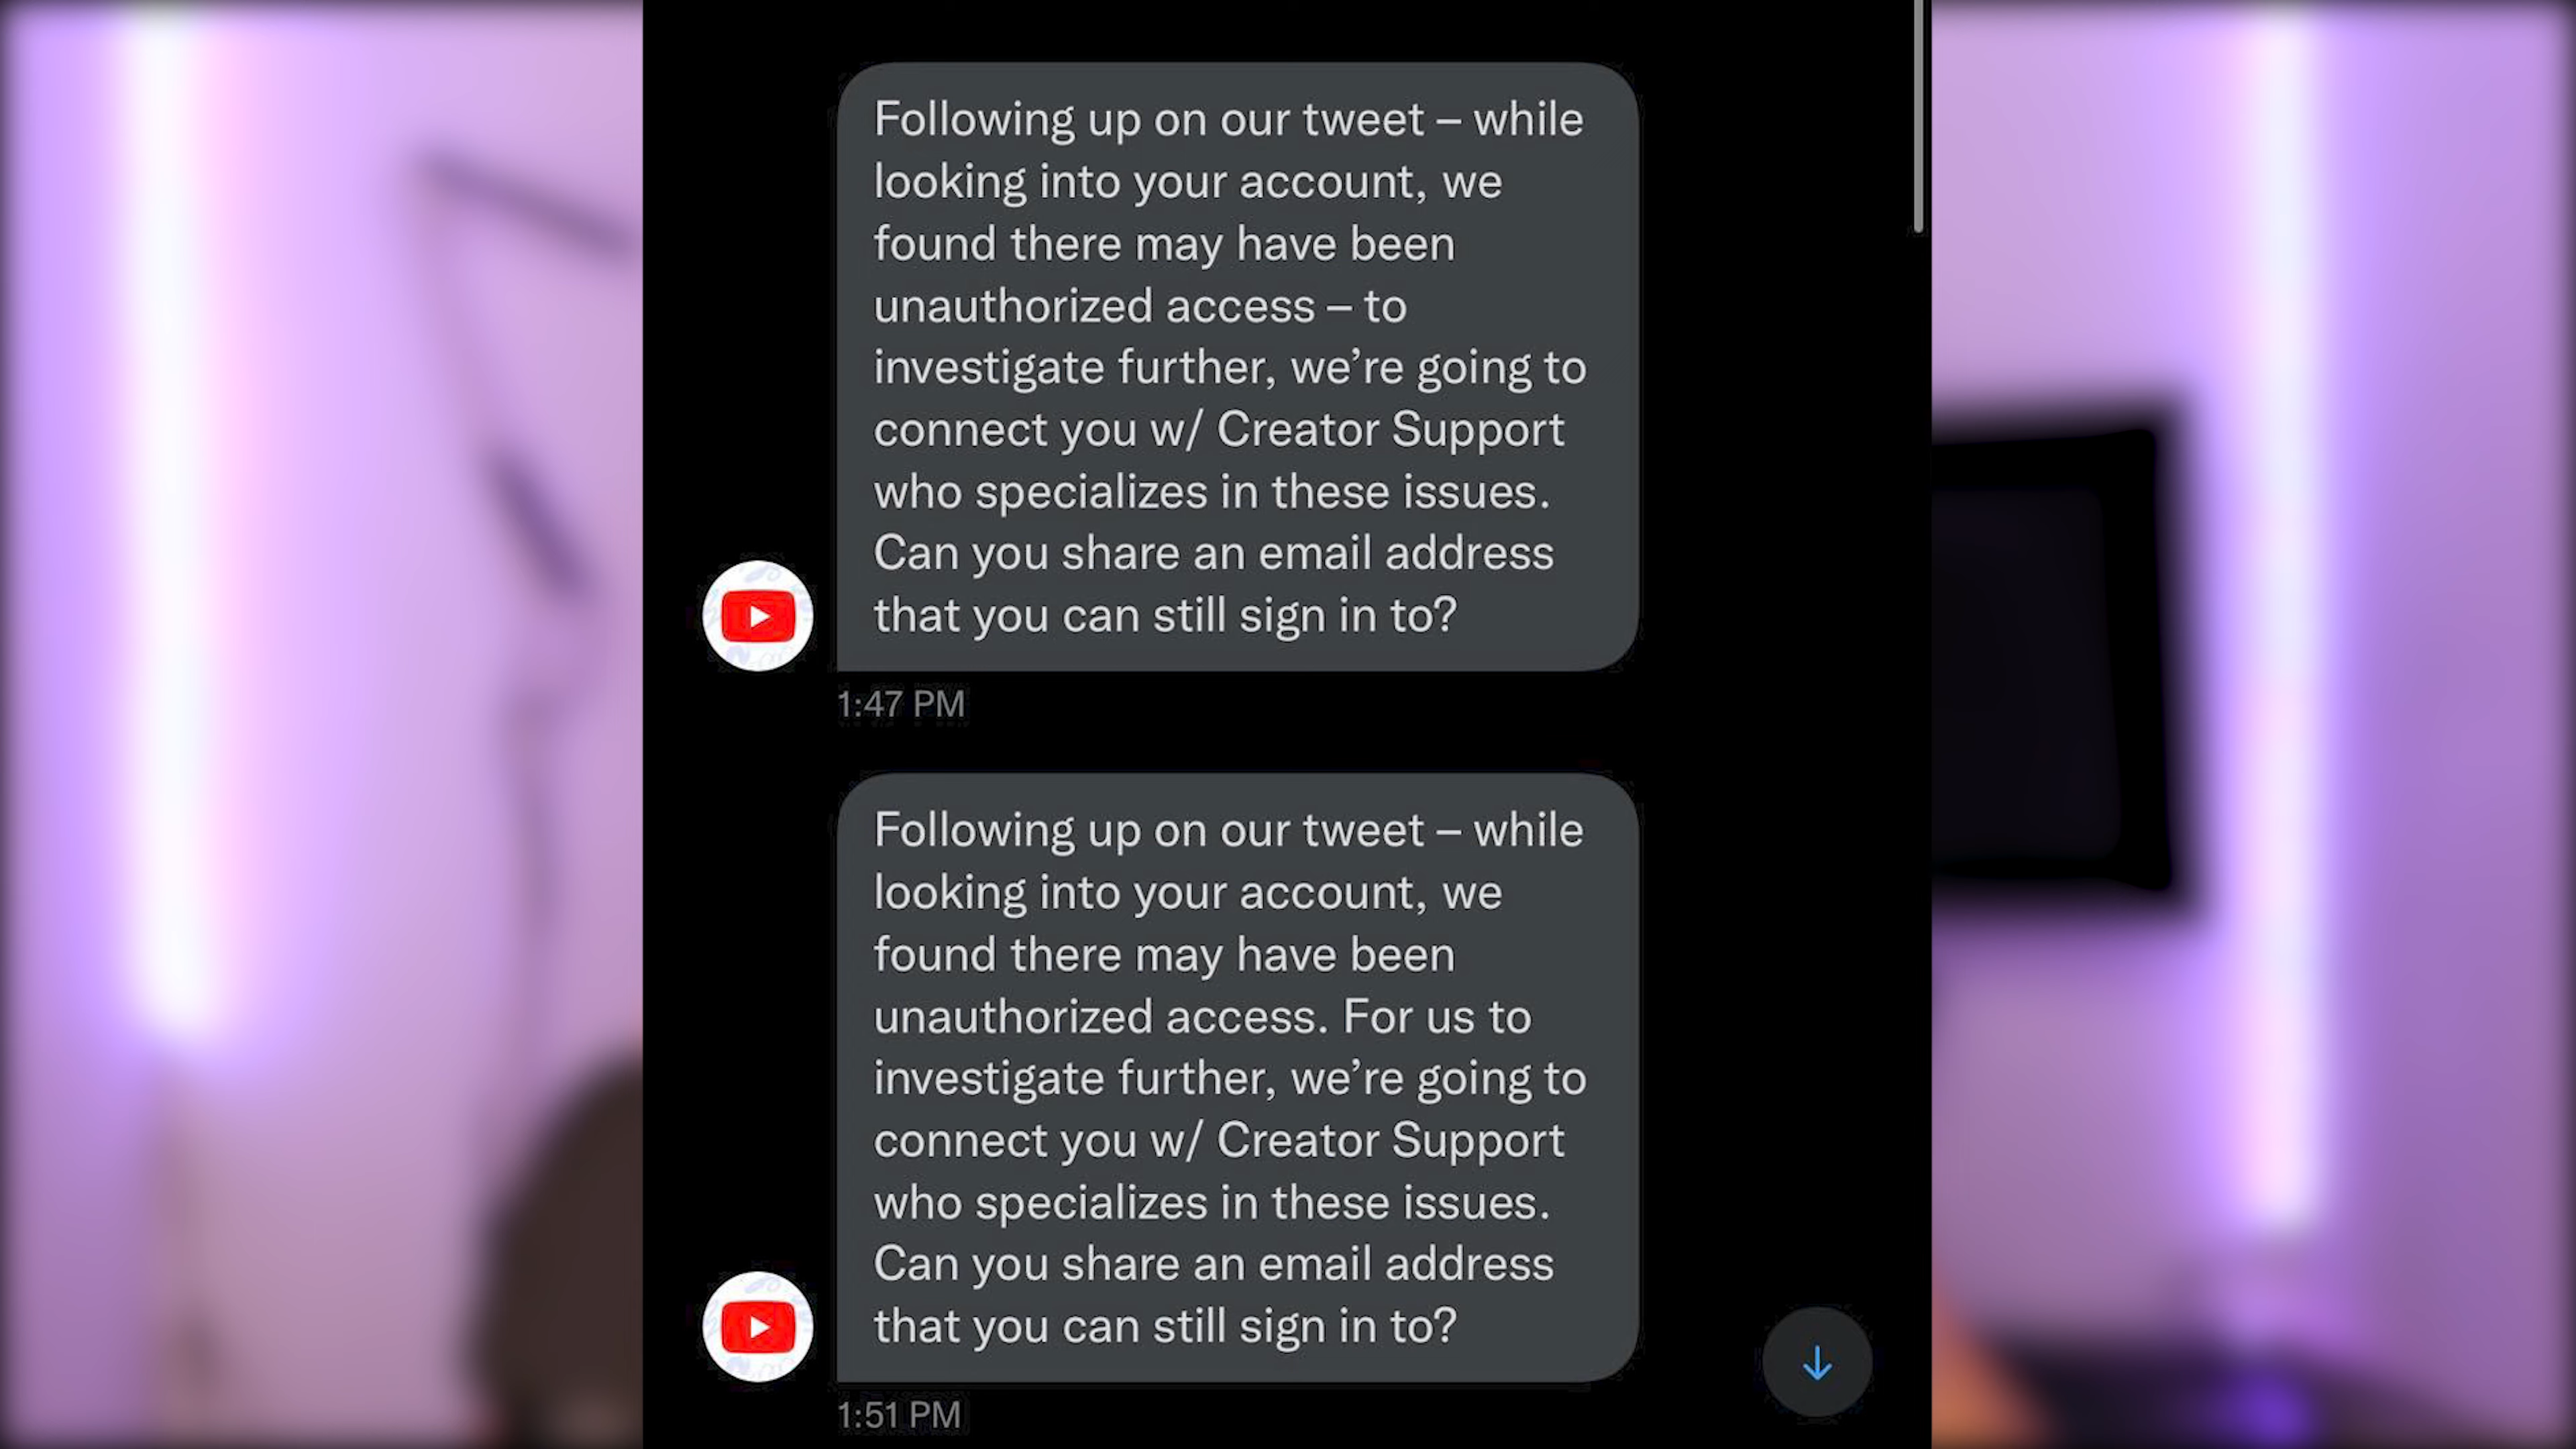 Following up on our tweet – while
looking into your account, we
found there may have been
unauthorized access – to
investigate further, we’re going to
connect you w/ Creator Support
who specializes in these issues.
Can you share an email address
that you can still sign in to?
1:47 PM
Following up on our tweet – while
looking into your account, we
found there may have been
unauthorized access. For us to
investigate further, we’re going to
connect you w/ Creator Support
who specializes in these issues.
Can you share an email address
that you can still sign in to?
1:51 PM